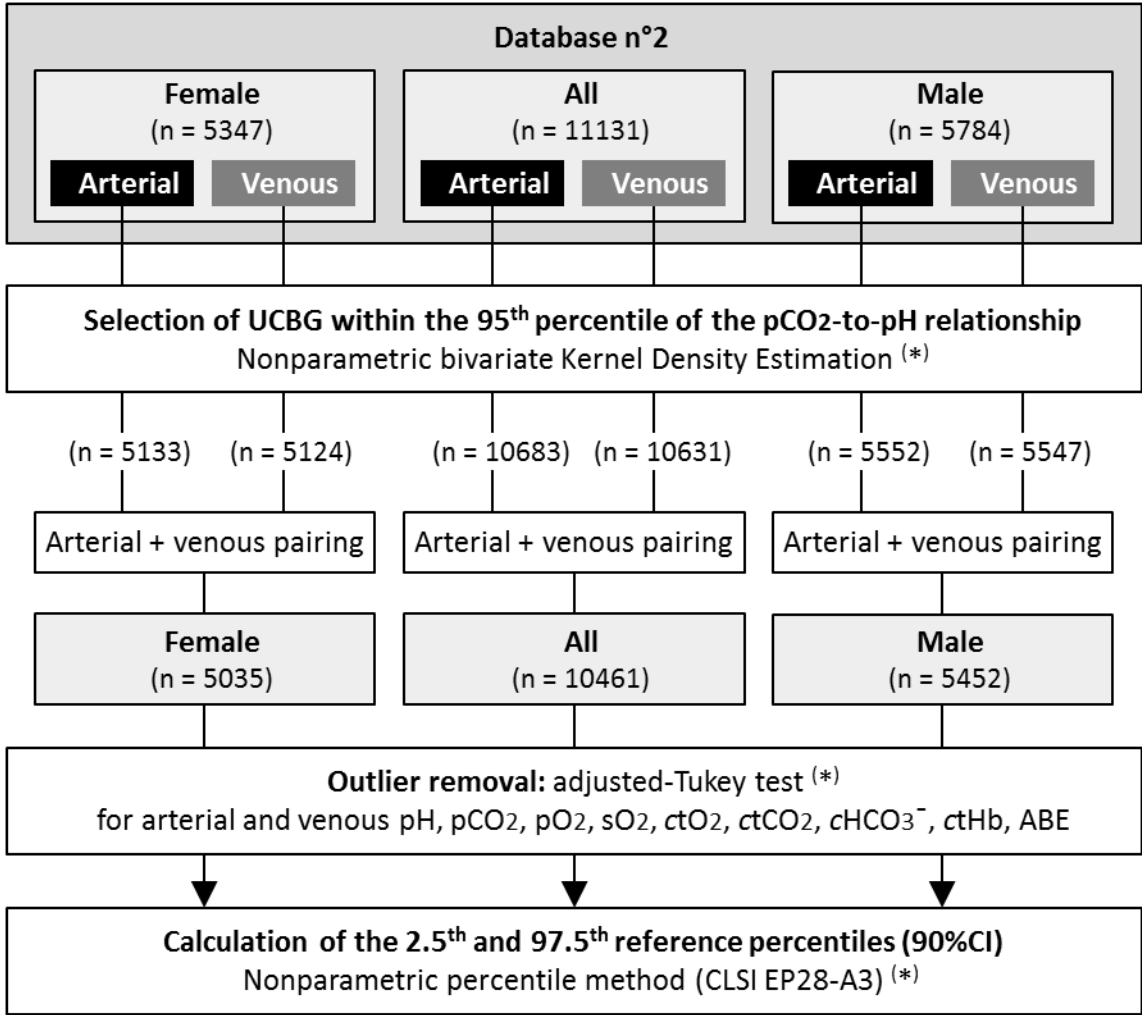 Database n°2
Female
(n = 5347)
Arterial Venous
All
(n = 11131)
Arterial Venous
Male
(n = 5784)
Arterial Venous
Selection of UCBG within the 95th percentile of the pCO2-to-pH relationship
Nonparametric bivariate Kernel Density Estimation (*)
(n = 5133) (n = 5124) (n = 10683) (n = 10631) (n = 5552) (n = 5547)
Arterial + venous pairing Arterial + venous pairing Arterial + venous pairing
Female
(n = 5035)
All
(n = 10461)
Male
(n = 5452)
Outlier removal: adjusted-Tukey test (*)
for arterial and venous pH, pCO2, pO2, sO2, ctO2, ctCO2, cHCO3⁻, ctHb, ABE
Calculation of the 2.5th and 97.5th reference percentiles (90%CI)
Nonparametric percentile method (CLSI EP28-A3) (*)